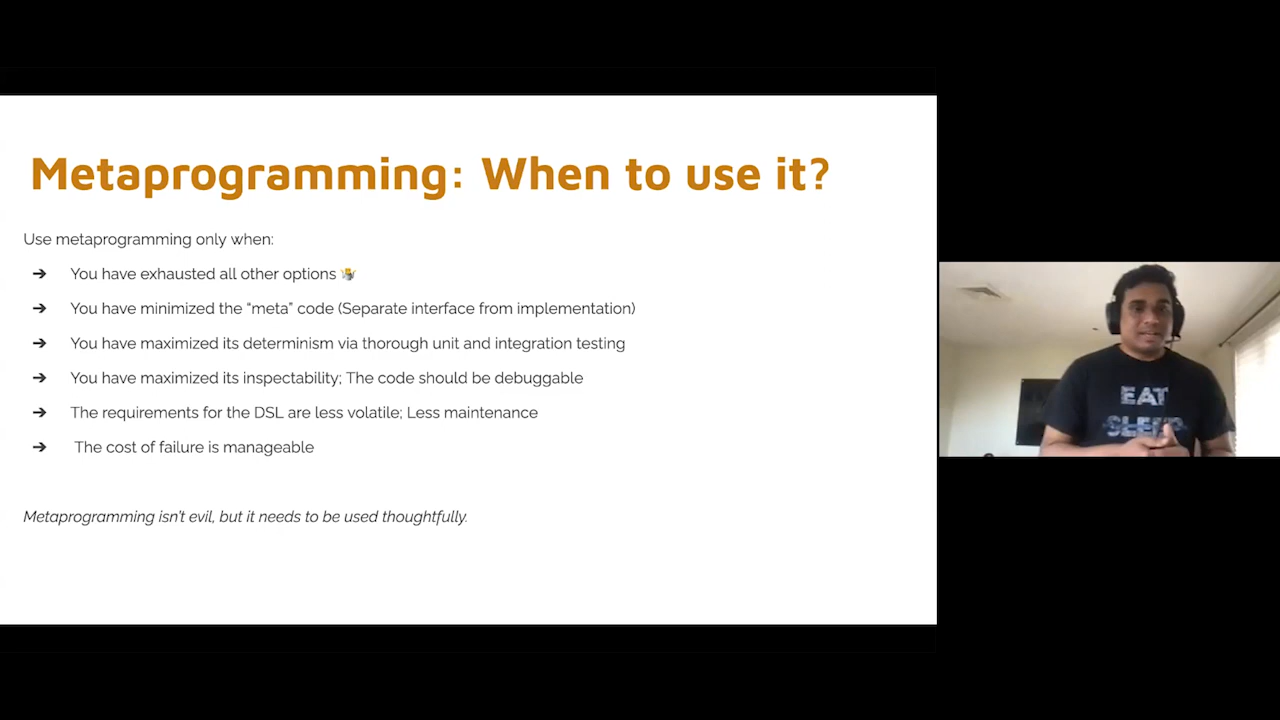 Metaprogramming: When to use it?
Use metaprogramming only when:
➔ You have exhausted all other options 🤷
➔ You have minimized the “meta” code (Separate interface from implementation)
➔ You have maximized its determinism via thorough unit and integration testing
➔ You have maximized its inspectability; The code should be debuggable
➔ The requirements for the DSL are less volatile; Less maintenance
➔ The cost of failure is manageable
Metaprogramming isn’t evil, but it needs to be used thoughtfully.
EAT
SLEEP